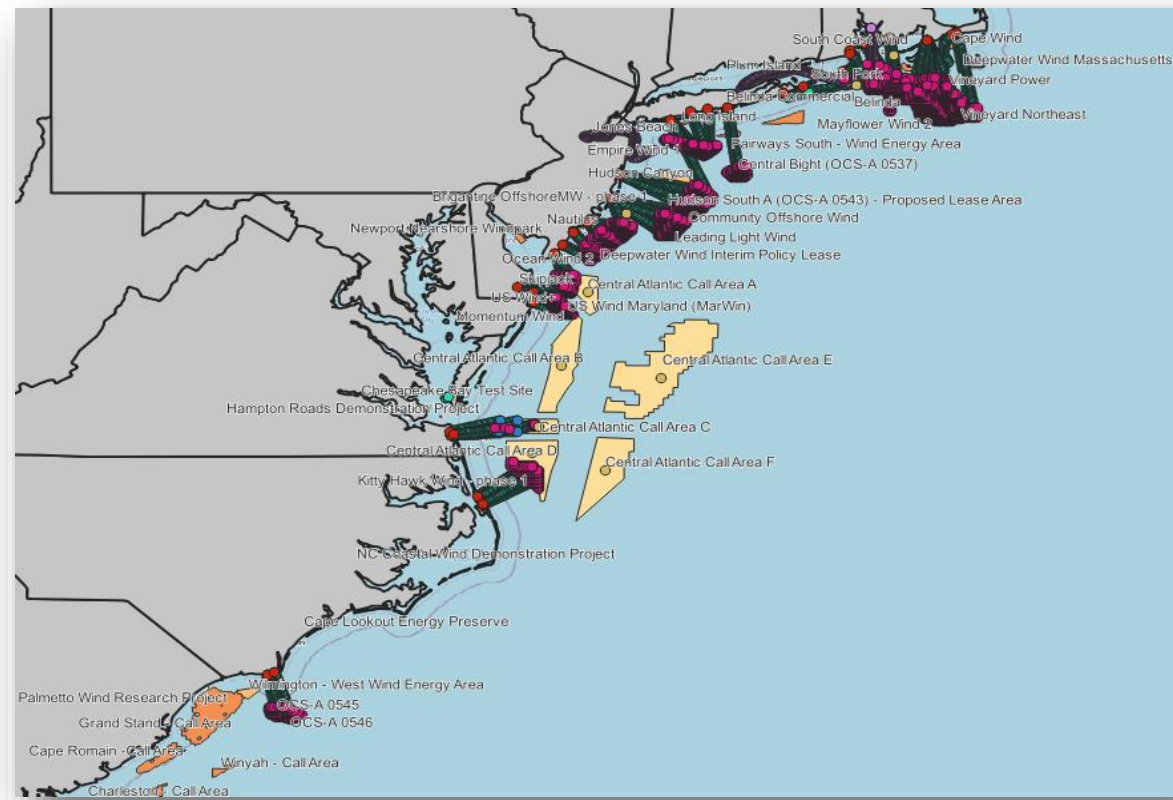 South Coast Wind
Cape Wind
Deepwater Wind Massachusetts
Plum Island
South Fork
Vineyard Power
Belinda Commercial
Belinda
Vineyard Northeast
Long Island
Mayflower Wind 2
Jones Beach
Fairways South - Wind Energy Area
Empire Wind 1
Central Bight (OCS-A 0537)
Hudson Canyon
Brigantine OffshoreMW - phase 1
Hudson South A (OCS-A 0543) - Proposed Lease Area
Nautilus
Community Offshore Wind
Newport Nearshore Windpark
Leading Light Wind
Ocean Wind 2
Deepwater Wind Interim Policy Lease
Skipjack
Central Atlantic Call Area A
US Wind
US Wind Maryland (MarWin)
Momentum Wind
Central Atlantic Call Area B
Central Atlantic Call Area E
Chesapeake Bay Test Site
Hampton Roads Demonstration Project
Central Atlantic Call Area C
Central Atlantic Call Area D
Central Atlantic Call Area F
Kitty Hawk Wind - phase 1
NC Coastal Wind Demonstration Project
Cape Lookout Energy Preserve
Wilmington - West Wind Energy Area
Palmetto Wind Research Project
OCS-A 0545
Grand Stand - Call Area
OCS-A 0546
Cape Romain - Call Area
Winyah - Call Area
Charleston - Call Area